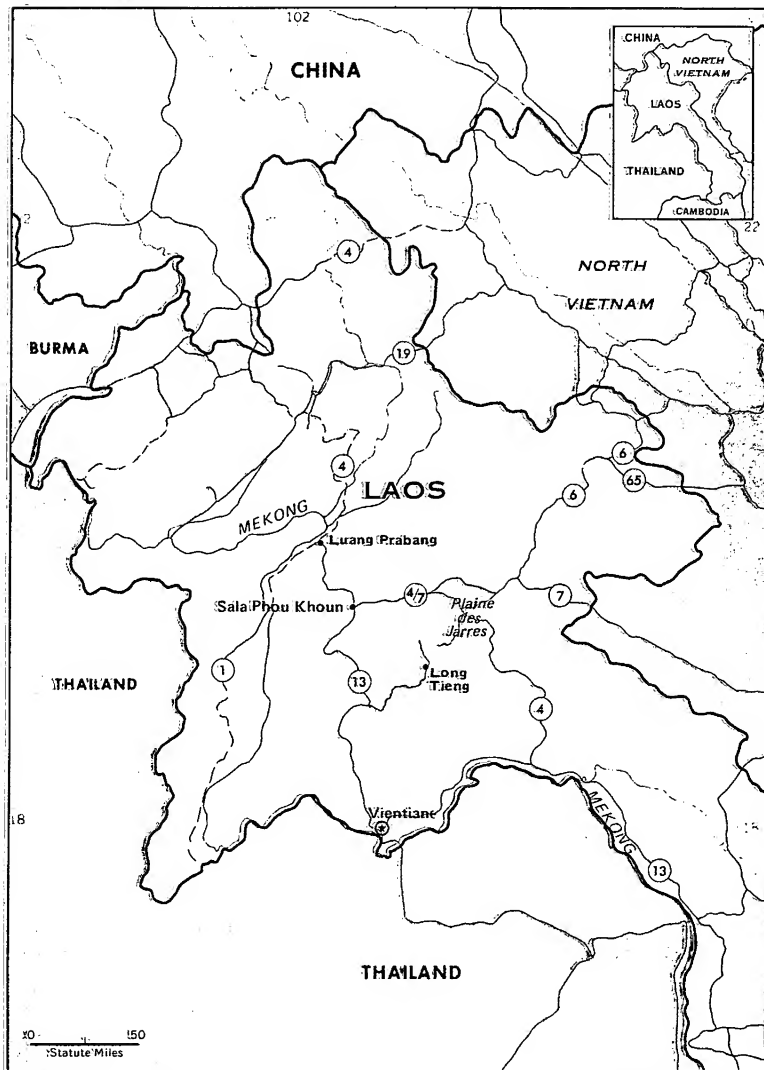 102
CHINA
CHINA
NORTH
VIETNAM
LAOS
THAILAND
CAMBODIA
2
22
4
NORTH
VIETNAM
BURMA
19
4
6
6
65
LAOS
MEKONG
Luang Prabang
Sala Phou Khoun
4/7
Plaine
des
Jarres
7
THAILAND
1
13
Long
Tieng
4
18
Vientiane
MEKONG
13
THAILAND
0
50
Statute Miles